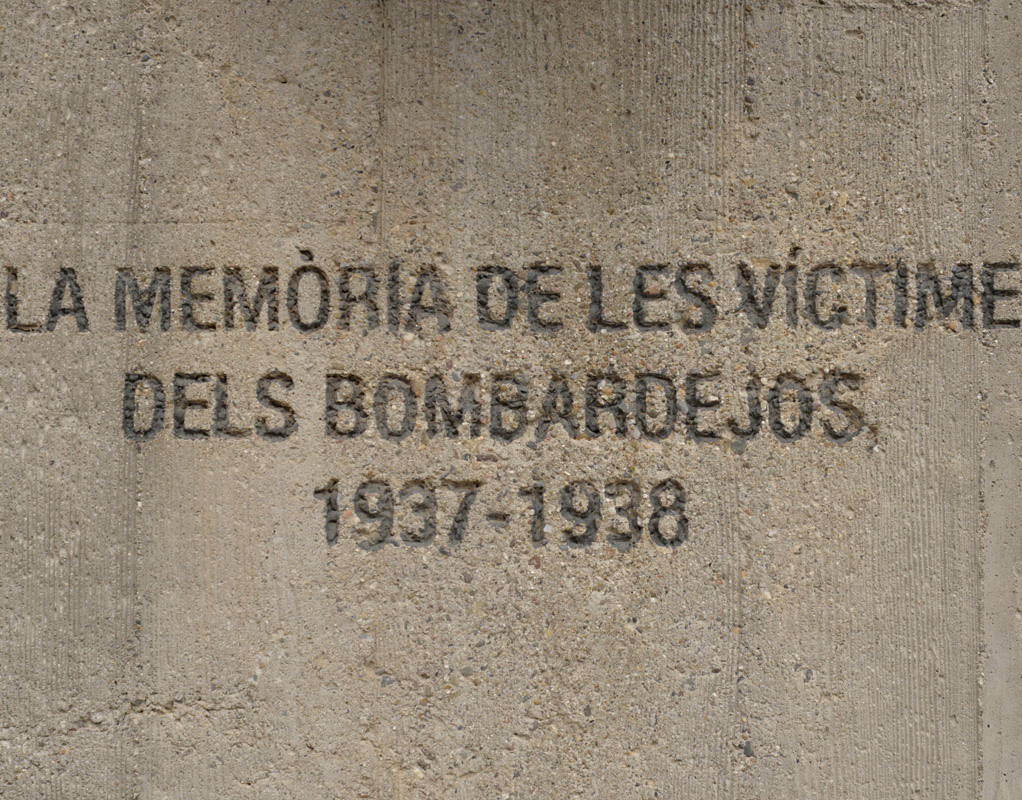 LA MEMÒRIA DE LES VÍCTIME
DELS BOMBARDEJOS,
1937-1938